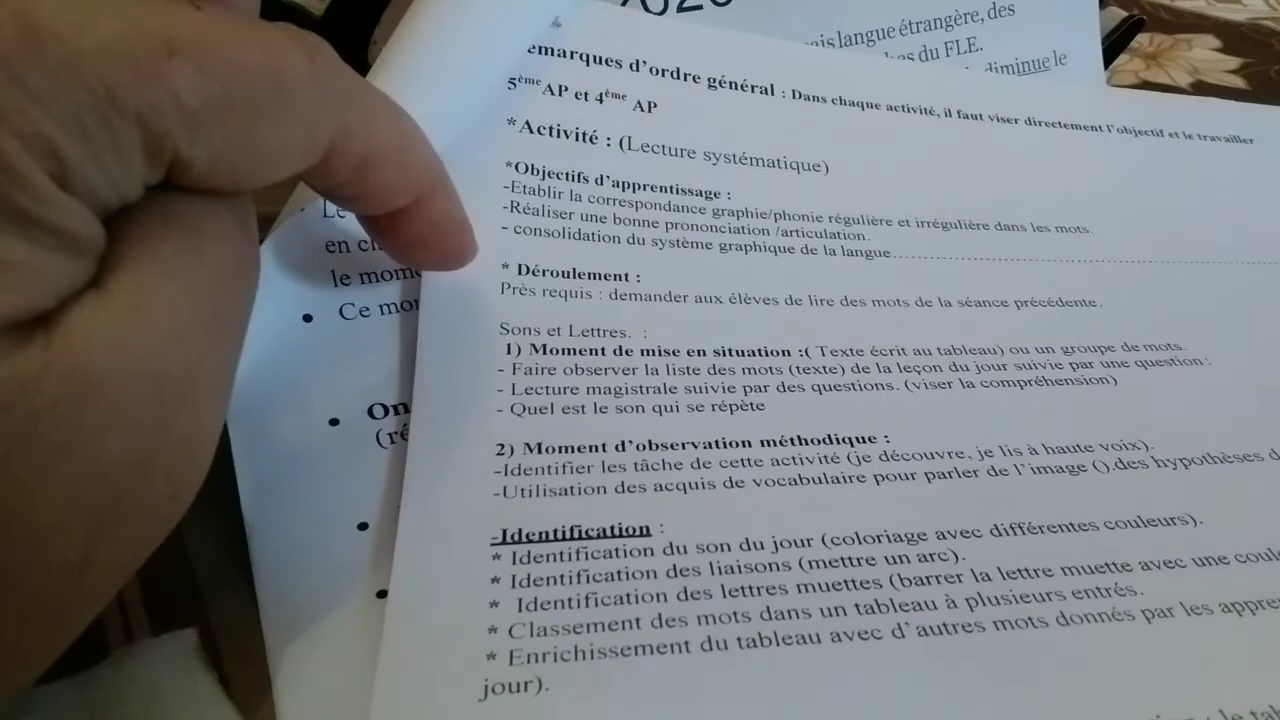 langue étrangère, des
du FLE.
diminue le
d'ordre général : Dans chaque activité, il faut viser directement l'objectif et le travailler
5ème AP et 4ème AP
*Activité : (Lecture systématique)
*Objectifs d'apprentissage :
-Etablir la correspondance graphie/phonie régulière et irrégulière dans les mots.
-Réaliser une bonne prononciation /articulation.
- consolidation du système graphique de la langue......................................................
* Déroulement :
Près requis : demander aux élèves de lire des mots de la séance précédente.
Sons et Lettres. :
1) Moment de mise en situation :( Texte écrit au tableau) ou un groupe de mots.
- Faire observer la liste des mots (texte) de la leçon du jour suivie par une question:
- Lecture magistrale suivie par des questions. (viser la compréhension)
- Quel est le son qui se répète
2) Moment d'observation méthodique :
-Identifier les tâche de cette activité (je découvre. je lis à haute voix).
-Utilisation des acquis de vocabulaire pour parler de l'image ().des hypothèses
-Identification :
* Identification du son du jour (coloriage avec différentes couleurs).
* Identification des liaisons (mettre un arc).
* Identification des lettres muettes (barrer la lettre muette avec une
* Classement des mots dans un tableau à plusieurs entrés.
* Enrichissement du tableau avec d'autres mots donnés par les
jour).
Le
en
le
• Ce
• On